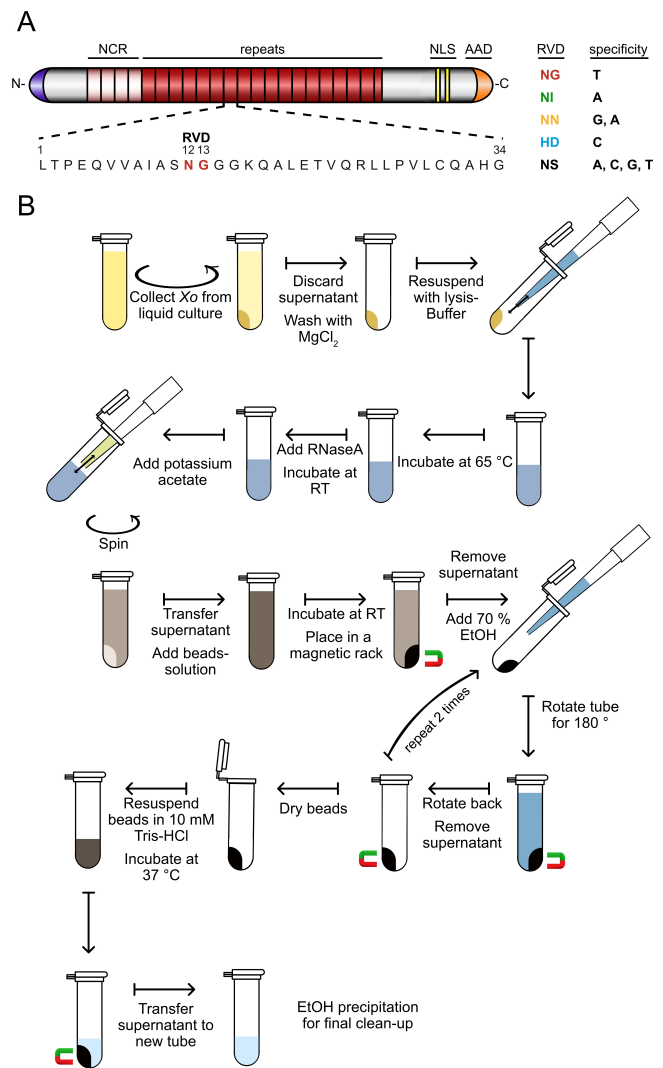 A
NCR repeats NLS AAD RVD specificity
N- -C
NG T
NI A
NN G, A
HD C
NS A, C, G, T
RVD
1 12 13 34
LTPEQVVAIASNGGGKQALETVQRLLPVLCQAHG
B
Collect Xo from
liquid culture
Discard
supernatant
Wash with
MgCl2
Resuspend
with lysis-
Buffer
Incubate at 65 °C
Add RNaseA
Incubate at
RT
Add potassium
acetate
Spin
Transfer
supernatant
Add beads-
solution
Incubate at RT
Place in a
magnetic rack
Remove
supernatant
Add 70 %
EtOH
repeat 2 times
Rotate tube
for 180 °
Rotate back
Remove
supernatant
Dry beads
Resuspend
beads in 10 mM
Tris-HCl
Incubate at
37 °C
Transfer
supernatant to
new tube
EtOH precipitation
for final clean-up